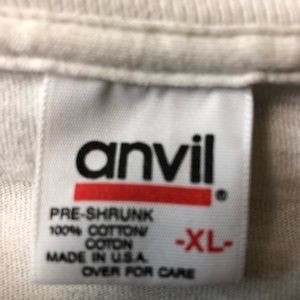 anvil®
PRE-SHRUNK
100% COTTON/
COTON
-XL-
MADE IN U.S.A.
OVER FOR CARE